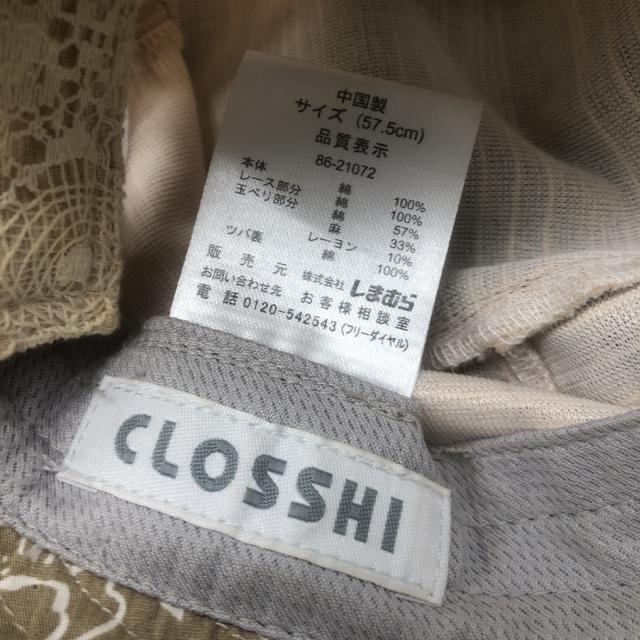 中国製
サイズ（57.5cm）
品質表示
86-21072
本体 綿 100%
レース部分 綿 100%
玉べり部分 綿 57%
麻 33%
レーヨン 10%
ツバ裏 綿 100%
販売元 株式会社しまむら
お問い合わせ先 お客様相談室
電話 0120-542543（フリーダイヤル）
CLOSSHI